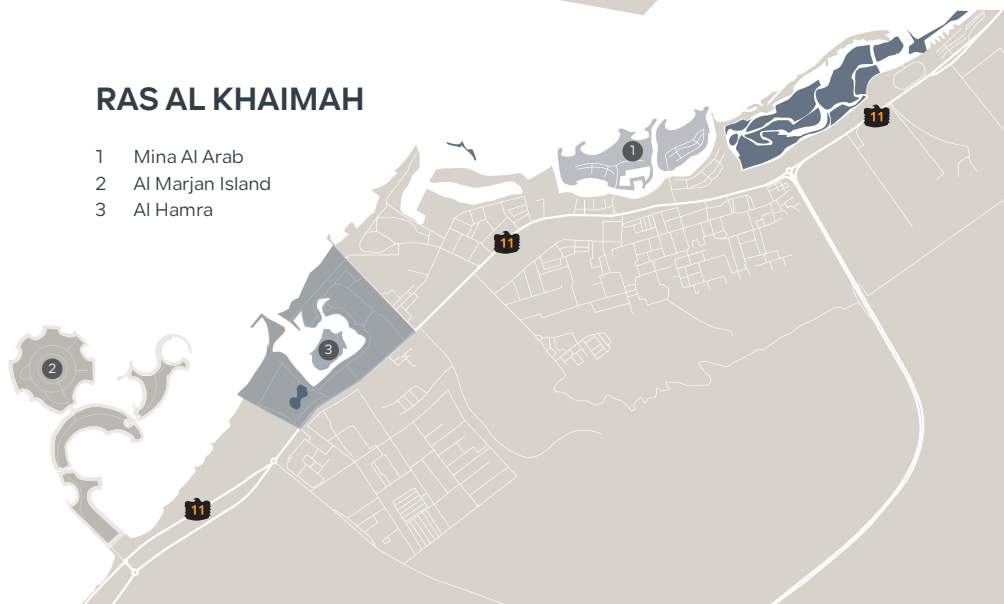 RAS AL KHAIMAH
1 Mina Al Arab
2 Al Marjan Island
3 Al Hamra
11
1
11
3
2
11